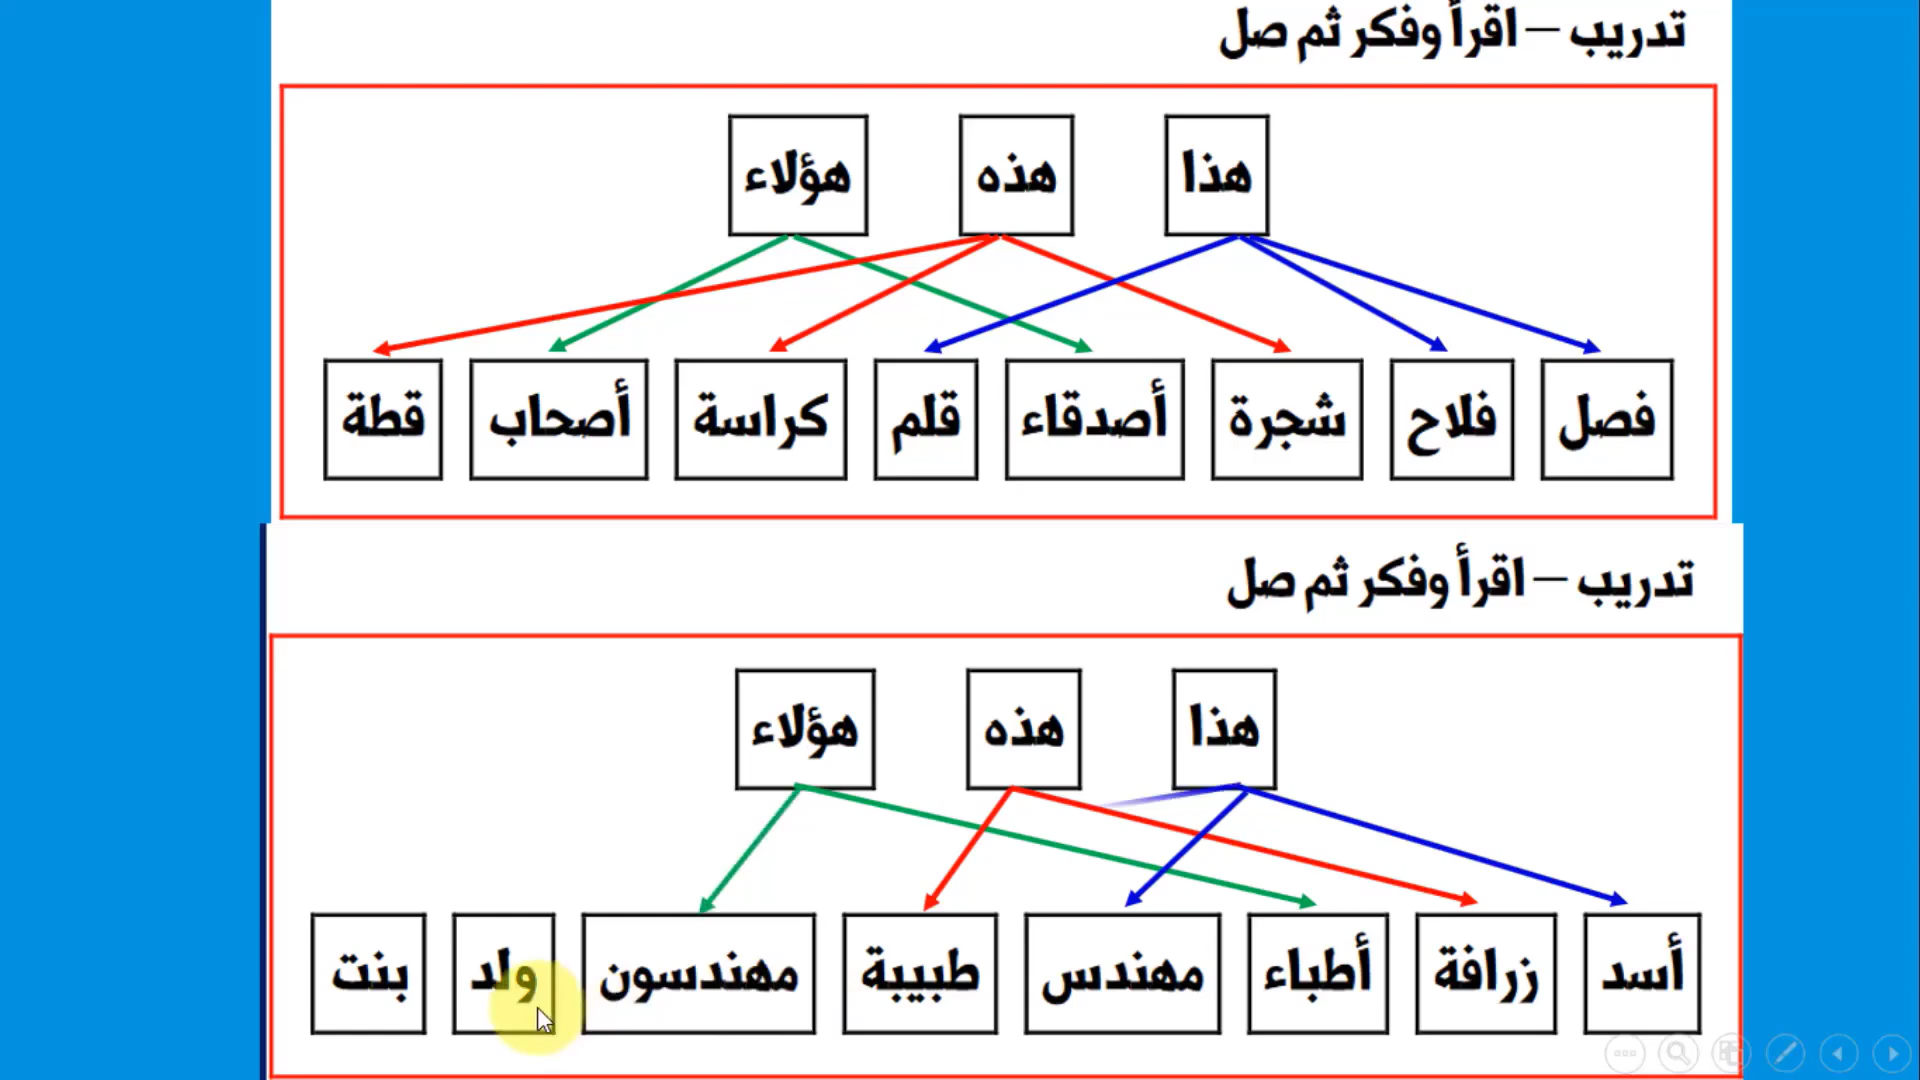 تدريب – اقرأ وفكر ثم صل
هذا هذه هؤلاء
فصل فلاح شجرة أصدقاء قلم كراسة أصحاب قطة
تدريب – اقرأ وفكر ثم صل
هذا هذه هؤلاء
أسد زرافة أطباء مهندس طبيبة مهندسون ولد بنت